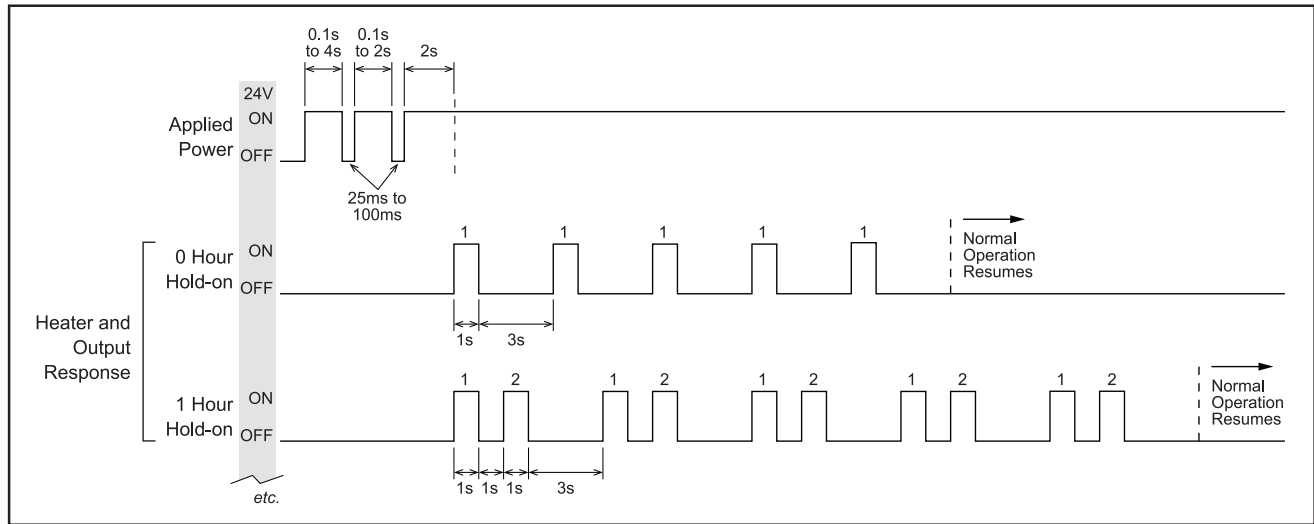 0.1s to 4s
0.1s to 2s
2s
24V
Applied Power
ON
OFF
25ms to 100ms
Heater and Output Response
0 Hour Hold-on
ON
OFF
1 1 1 1 1
Normal Operation Resumes
1s 3s
1 Hour Hold-on
ON
OFF
1 2 1 2 1 2 1 2 1 2
Normal Operation Resumes
1s 1s 1s 3s
etc.